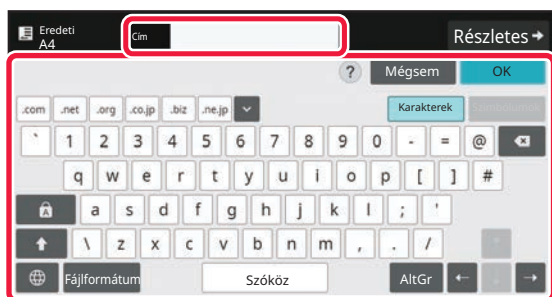 Eredeti
A4
Cím
Részletes
? Mégsem OK
.com .net .org .co.jp .biz .ne.jp Karakterek
` 1 2 3 4 5 6 7 8 9 0 - = @
q w e r t y u i o p [ ] #
A a s d f g h j k l ; '
\ z x c v b n m , . /
Fájlformátum Szóköz AltGr